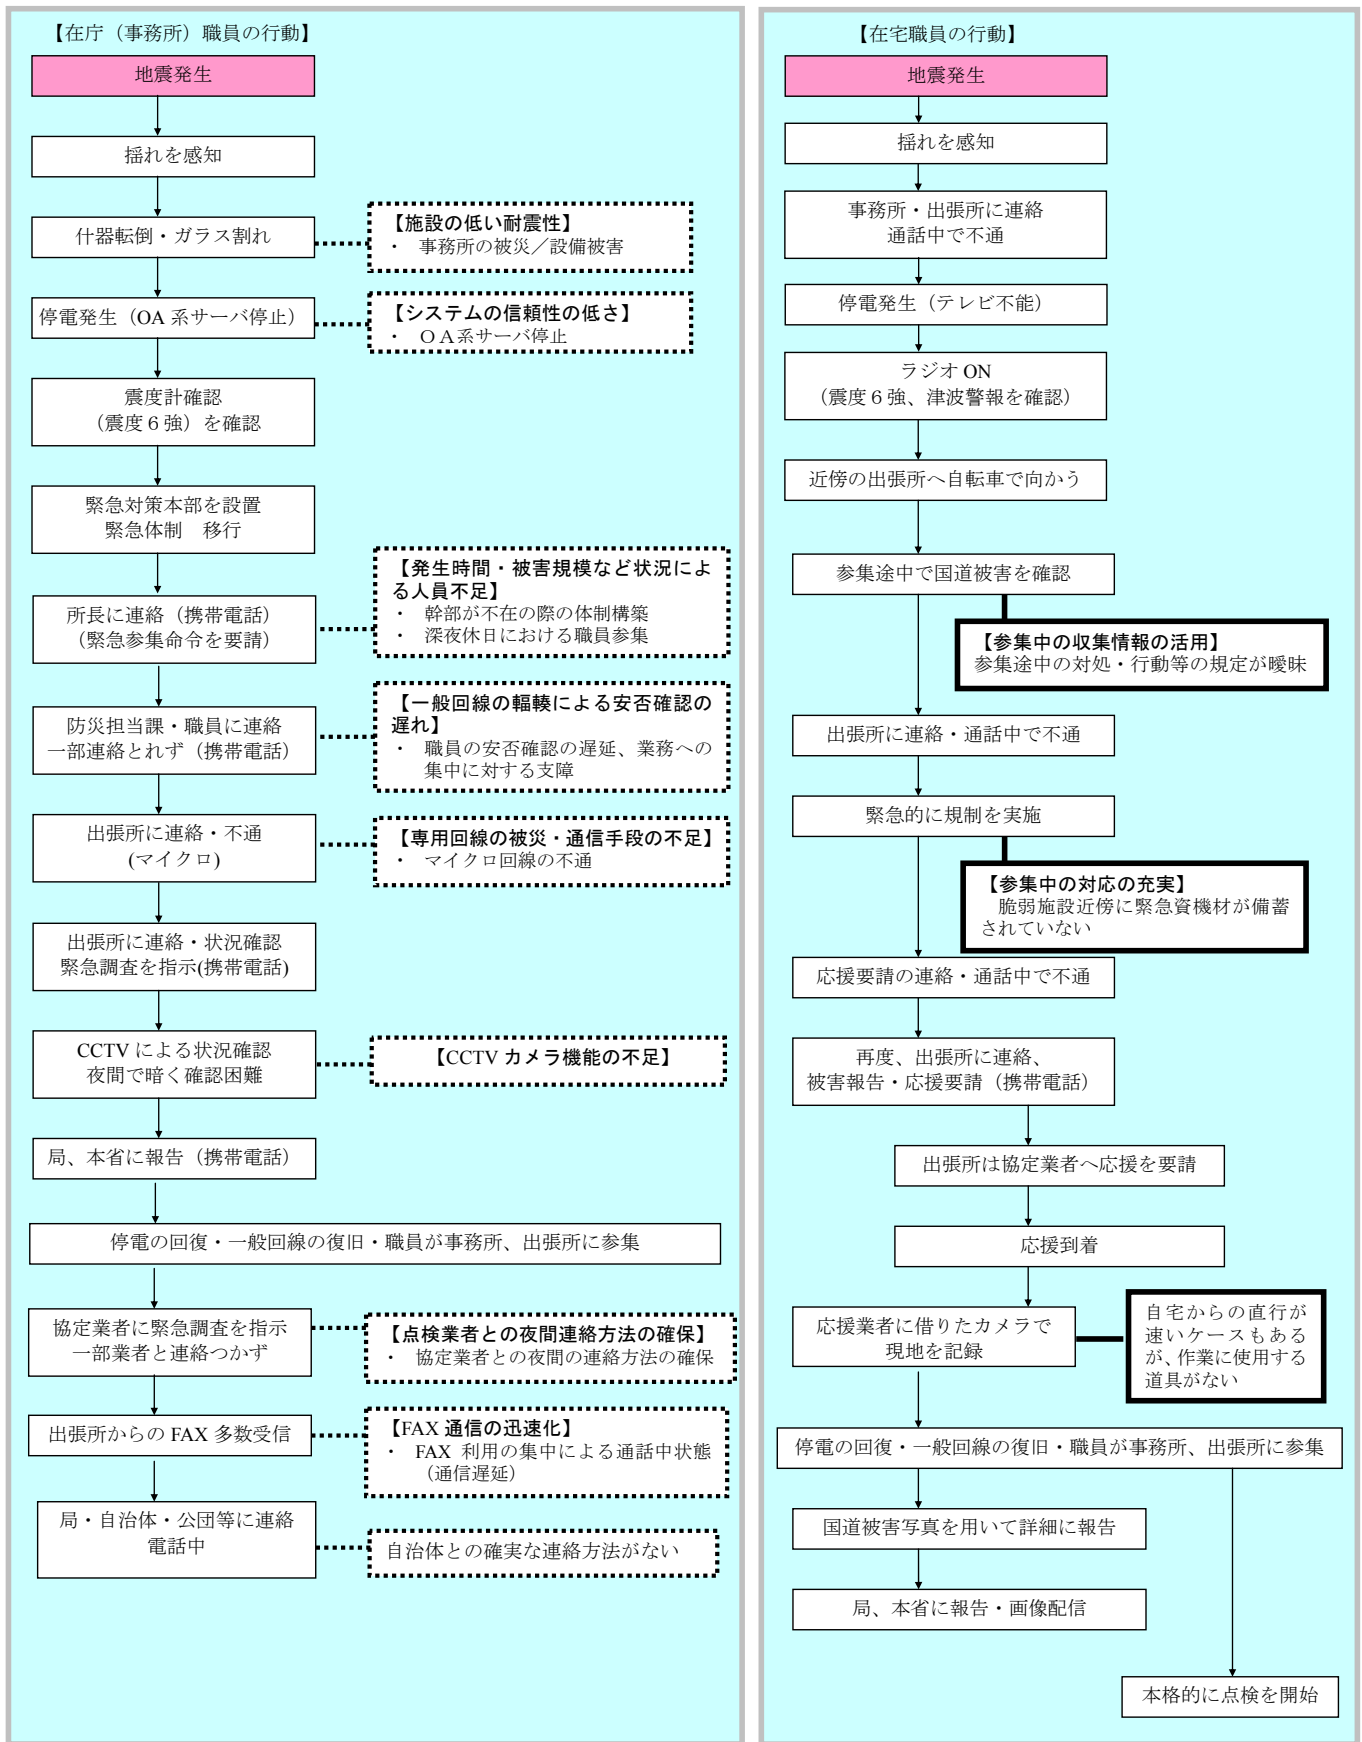 【在庁（事務所）職員の行動】
地震発生
揺れを感知
什器転倒・ガラス割れ
【施設の低い耐震性】
・ 事務所の被災／設備被害
停電発生（OA 系サーバ停止）
【システムの信頼性の低さ】
・ ＯＡ系サーバ停止
震度計確認
（震度６強）を確認
緊急対策本部を設置
緊急体制　移行
所長に連絡（携帯電話）
（緊急参集命令を要請）
【発生時間・被害規模など状況によ
る人員不足】
・ 幹部が不在の際の体制構築
・ 深夜休日における職員参集
防災担当課・職員に連絡
一部連絡とれず（携帯電話）
【一般回線の輻輳による安否確認の
遅れ】
・ 職員の安否確認の遅延、業務への
集中に対する支障
出張所に連絡・不通
(マイクロ)
【専用回線の被災・通信手段の不足】
・ マイクロ回線の不通
出張所に連絡・状況確認
緊急調査を指示(携帯電話)
CCTV による状況確認
夜間で暗く確認困難
【CCTV カメラ機能の不足】
局、本省に報告（携帯電話）
停電の回復・一般回線の復旧・職員が事務所、出張所に参集
協定業者に緊急調査を指示
一部業者と連絡つかず
【点検業者との夜間連絡方法の確保】
・ 協定業者との夜間の連絡方法の確保
出張所からの FAX 多数受信
【FAX 通信の迅速化】
・ FAX 利用の集中による通話中状態
（通信遅延）
局・自治体・公団等に連絡
電話中
自治体との確実な連絡方法がない
【在宅職員の行動】
地震発生
揺れを感知
事務所・出張所に連絡
通話中で不通
停電発生（テレビ不能）
ラジオ ON
（震度６強、津波警報を確認）
近傍の出張所へ自転車で向かう
参集途中で国道被害を確認
【参集中の収集情報の活用】
参集途中の対処・行動等の規定が曖昧
出張所に連絡・通話中で不通
緊急的に規制を実施
【参集中の対応の充実】
脆弱施設近傍に緊急資機材が備蓄
されていない
応援要請の連絡・通話中で不通
再度、出張所に連絡、
被害報告・応援要請（携帯電話）
出張所は協定業者へ応援を要請
応援到着
応援業者に借りたカメラで
現地を記録
自宅からの直行が
速いケースもある
が、作業に使用する
道具がない
停電の回復・一般回線の復旧・職員が事務所、出張所に参集
国道被害写真を用いて詳細に報告
局、本省に報告・画像配信
本格的に点検を開始